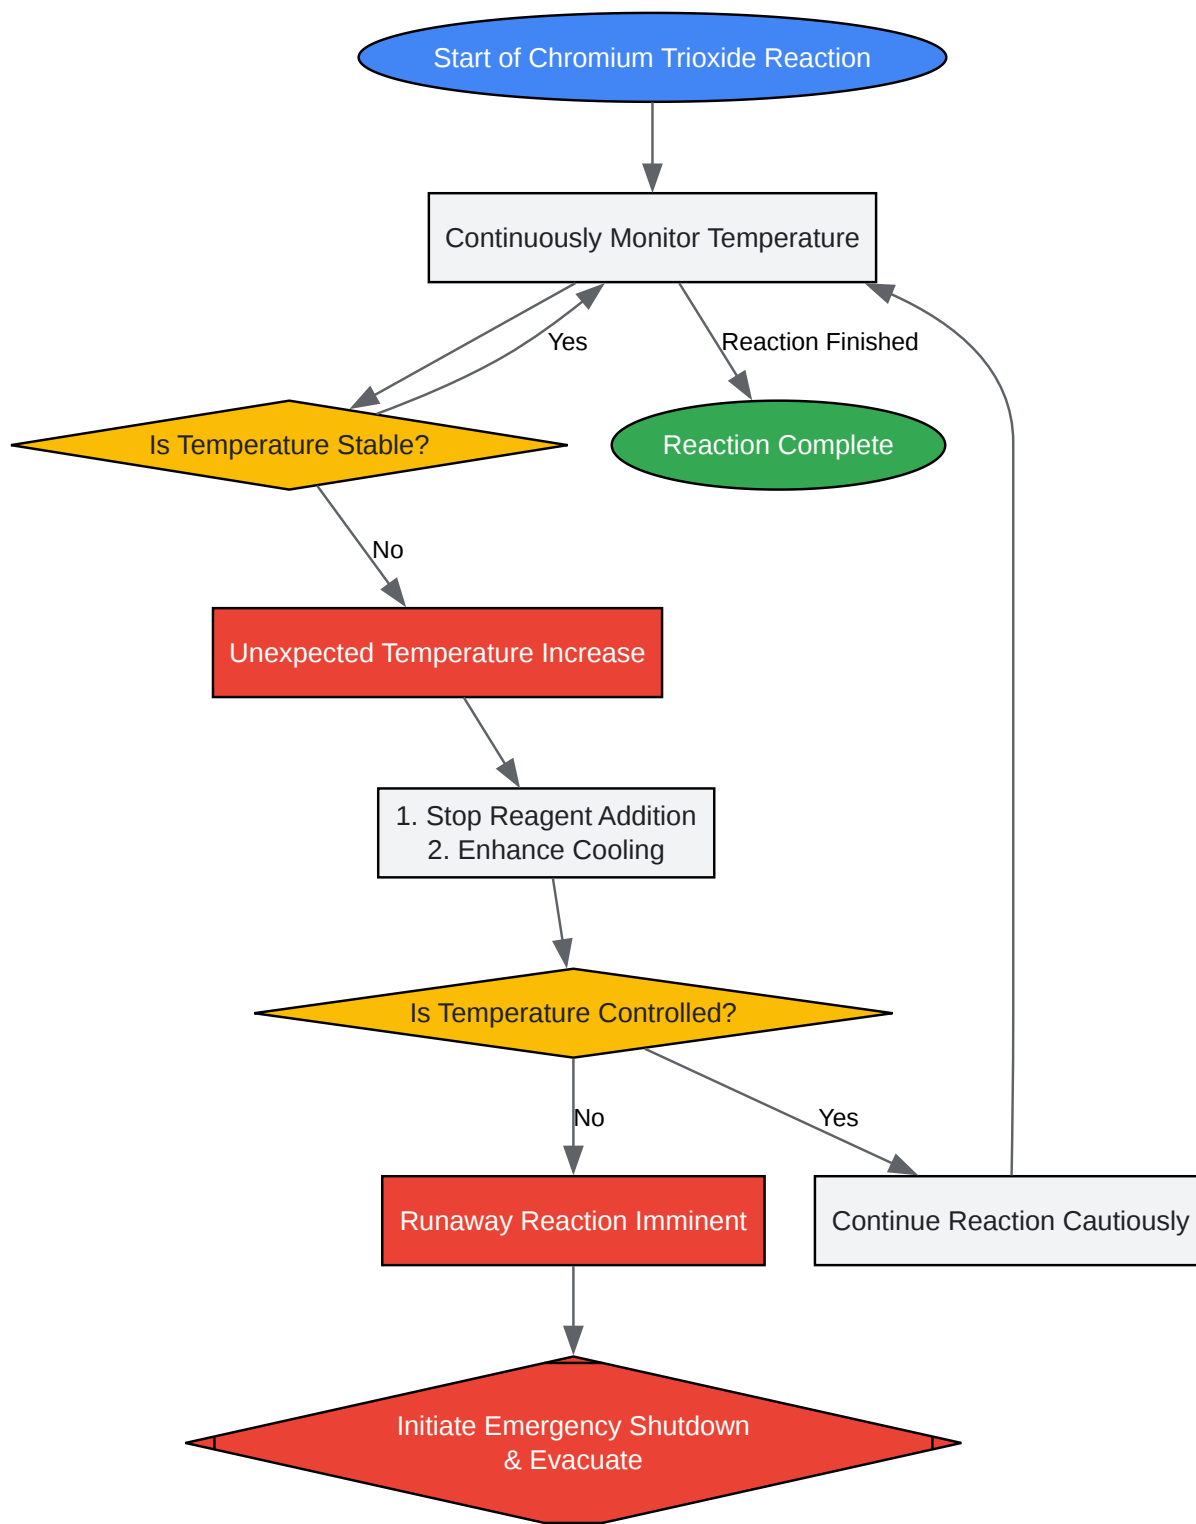 Start of Chromium Trioxide Reaction
Continuously Monitor Temperature
Yes
Reaction Finished
Is Temperature Stable?
Reaction Complete
No
Unexpected Temperature Increase
1. Stop Reagent Addition
2. Enhance Cooling
Is Temperature Controlled?
No
Yes
Runaway Reaction Imminent
Continue Reaction Cautiously
Initiate Emergency Shutdown
& Evacuate